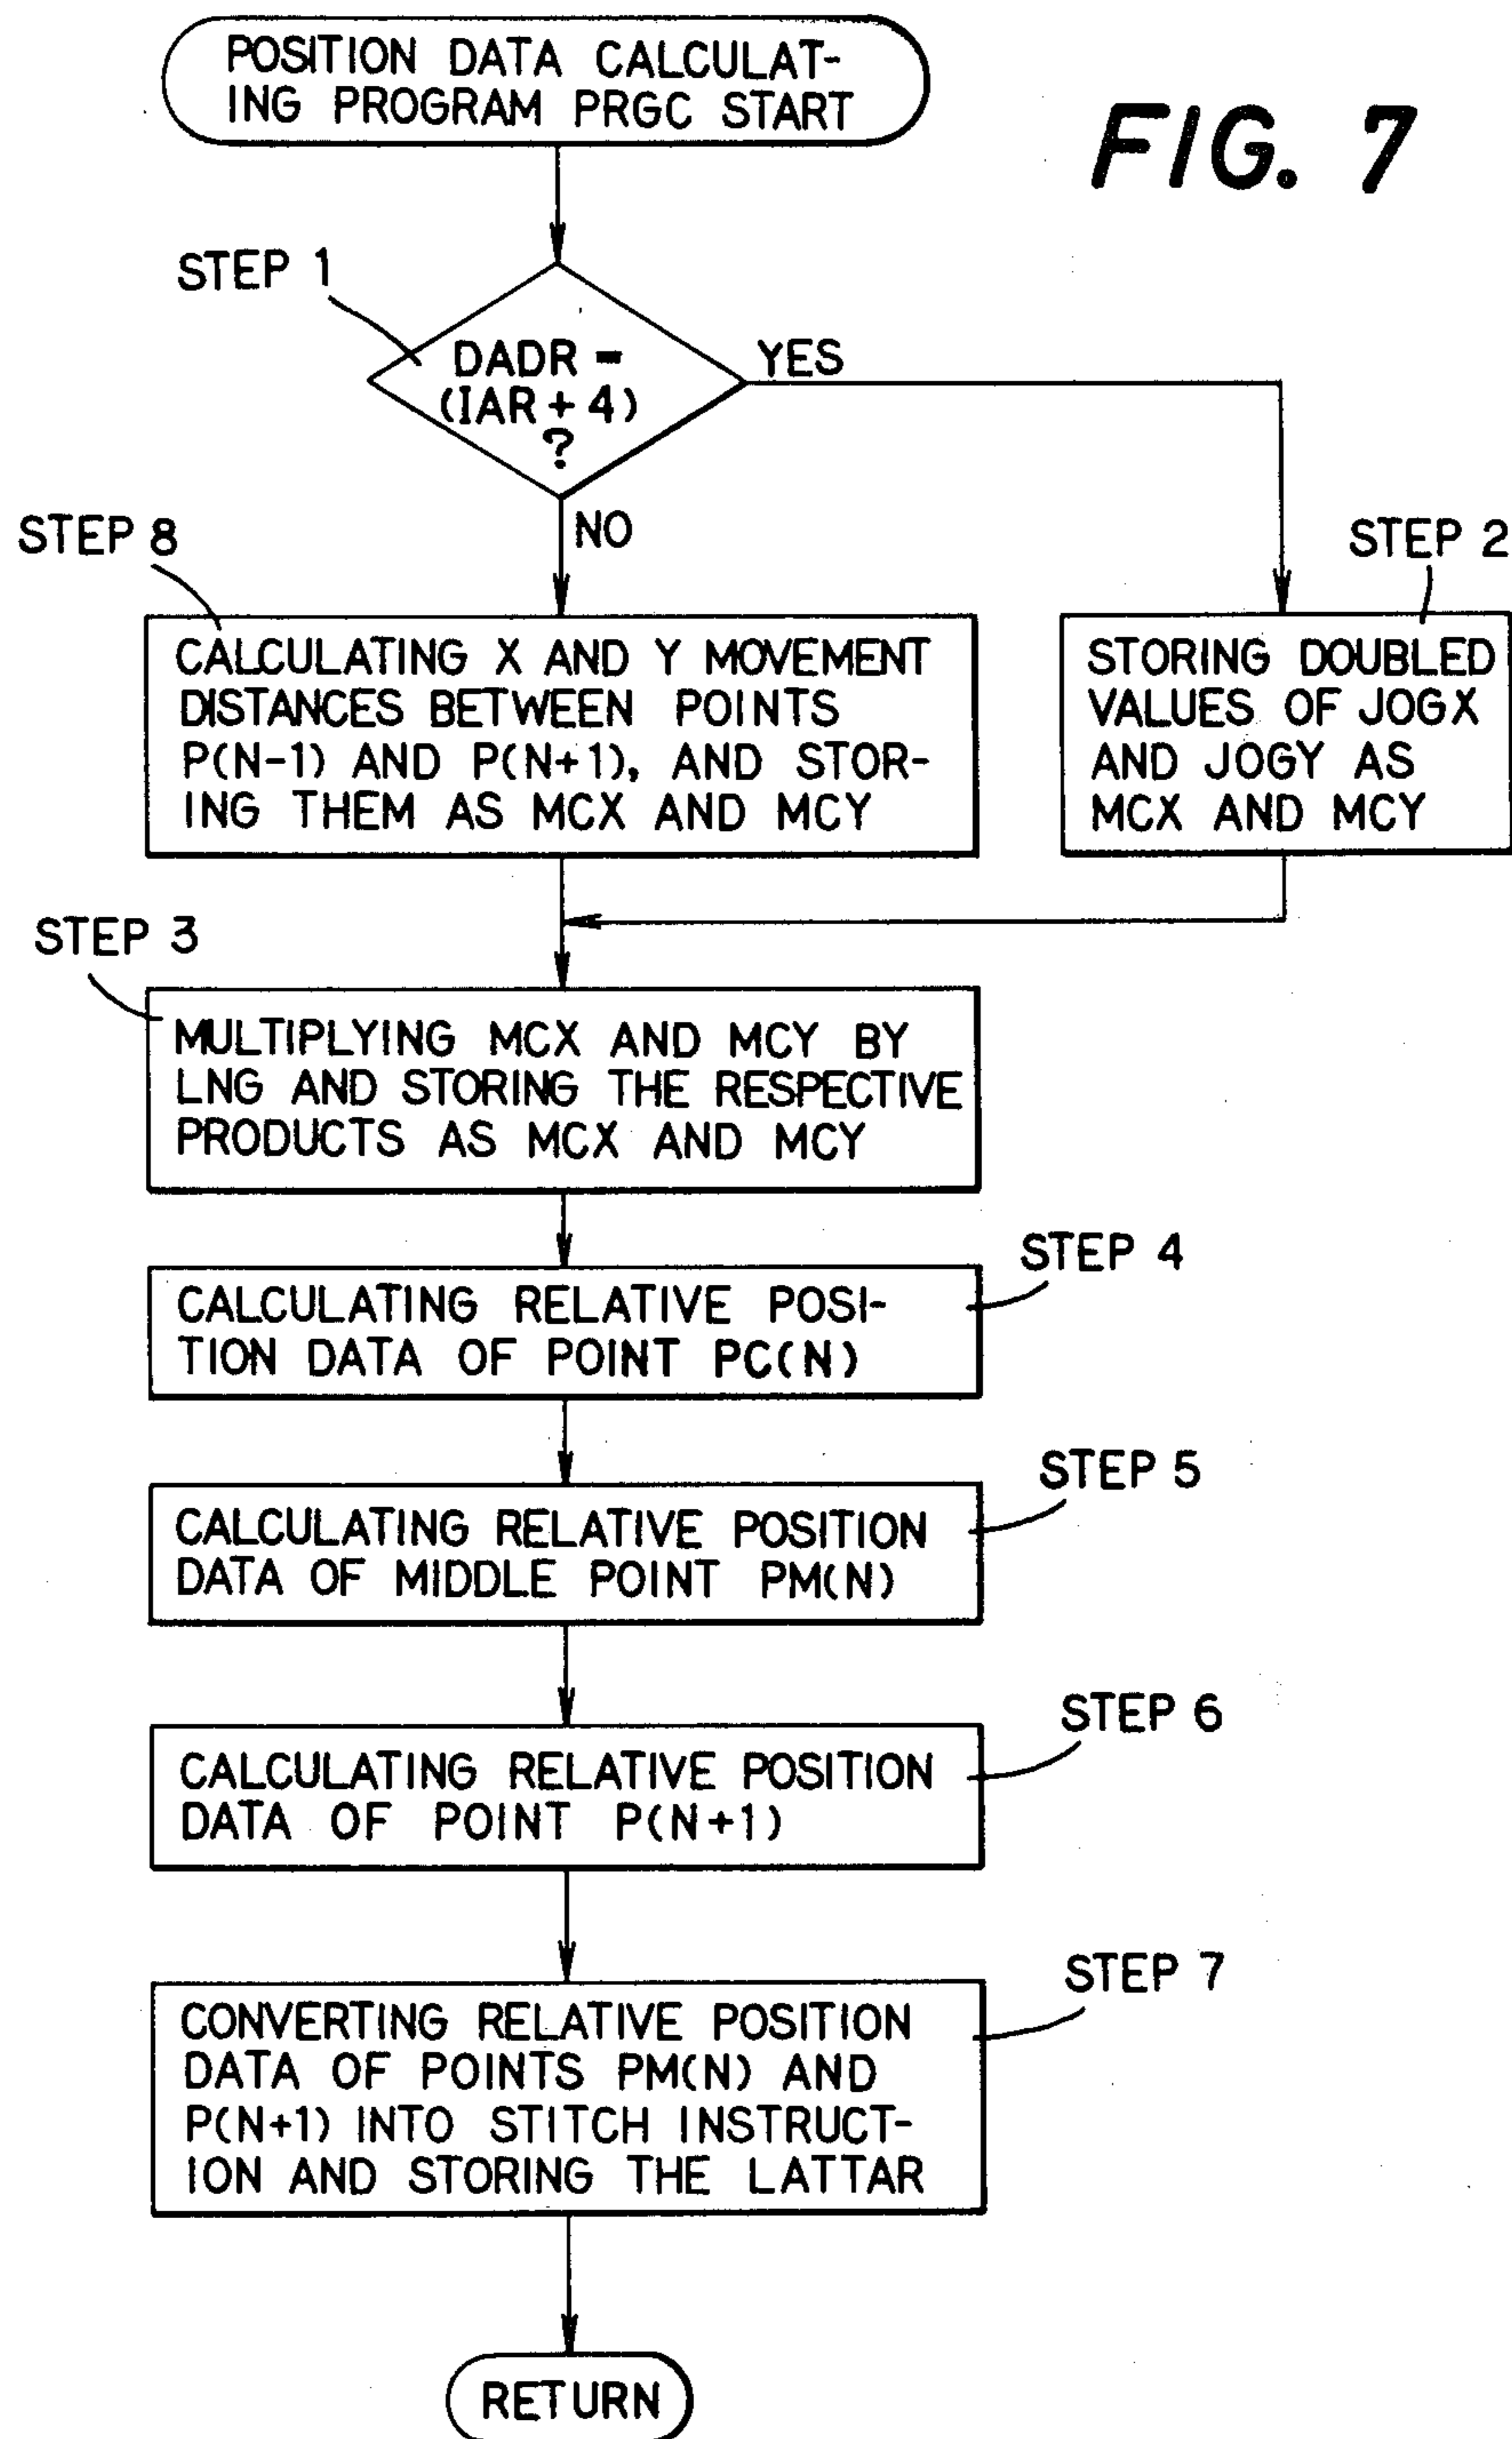 POSITION DATA CALCULAT-
ING PROGRAM PRGC START
FIG. 7
STEP 1
DADR =
(IAR + 4)
?
YES
NO
STEP 8
CALCULATING X AND Y MOVEMENT
DISTANCES BETWEEN POINTS
P(N-1) AND P(N+1), AND STOR-
ING THEM AS MCX AND MCY
STEP 2
STORING DOUBLED
VALUES OF JOGX
AND JOGY AS
MCX AND MCY
STEP 3
MULTIPLYING MCX AND MCY BY
LNG AND STORING THE RESPECTIVE
PRODUCTS AS MCX AND MCY
STEP 4
CALCULATING RELATIVE POSI-
TION DATA OF POINT PC(N)
STEP 5
CALCULATING RELATIVE POSITION
DATA OF MIDDLE POINT PM(N)
STEP 6
CALCULATING RELATIVE POSITION
DATA OF POINT P(N+1)
STEP 7
CONVERTING RELATIVE POSITION
DATA OF POINTS PM(N) AND
P(N+1) INTO STITCH INSTRUCT-
ION AND STORING THE LATTAR
RETURN